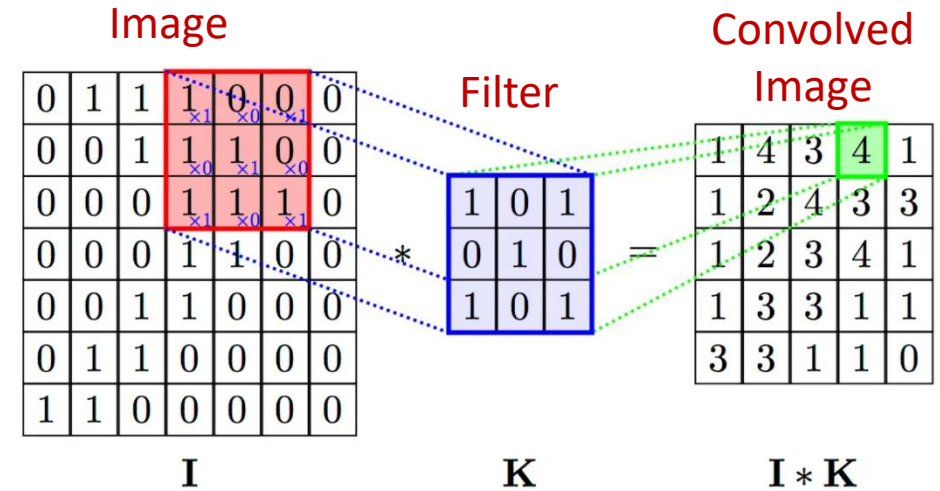 Image
Filter
Convolved
Image
0 1 1 1×1 0×0 0×1 0
0 0 1 1×0 1×1 0×0 0
0 0 0 1×1 1×0 1×1 0
0 0 0 1 1 0 0
0 0 1 1 0 0 0
0 1 1 0 0 0 0
1 1 0 0 0 0 0
I
*
1 0 1
0 1 0
1 0 1
K
=
1 4 3 4 1
1 2 4 3 3
1 2 3 4 1
1 3 3 1 1
3 3 1 1 0
I * K